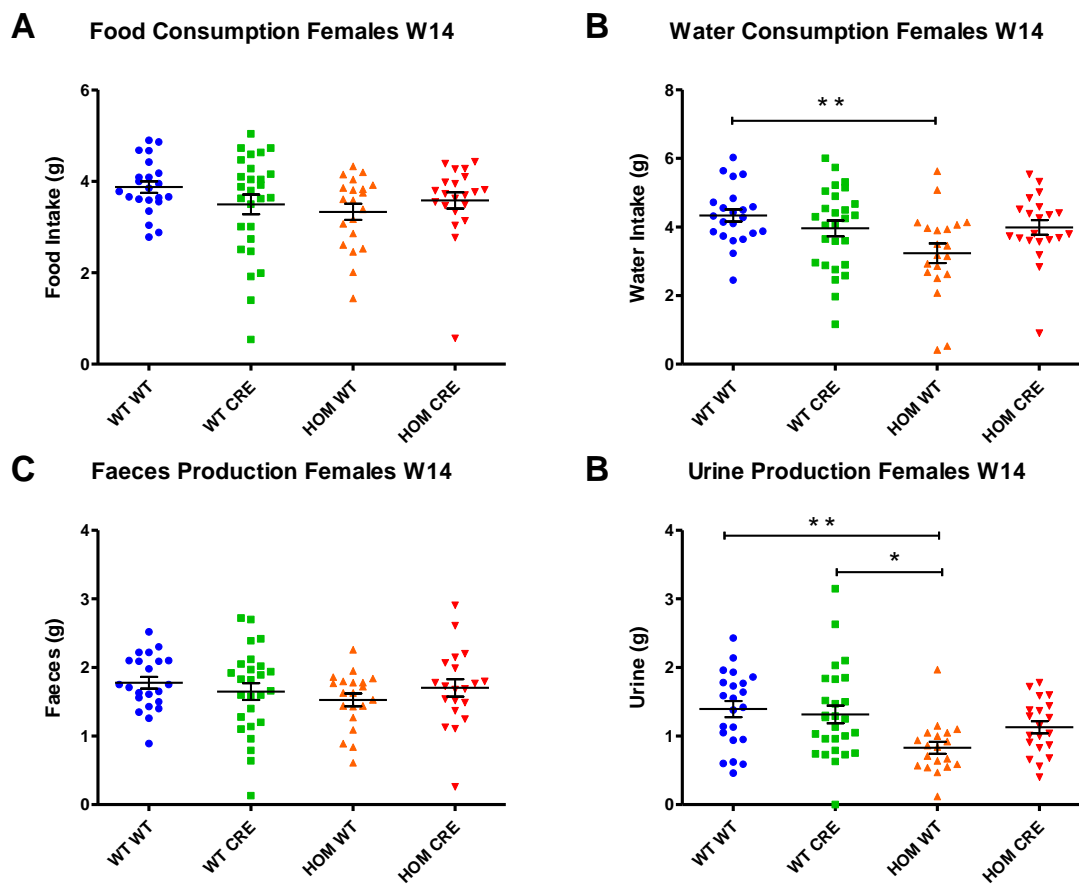 A Food Consumption Females W14
Food Intake (g)
6
4
2
0
WT WT
WT CRE
HOM WT
HOM CRE
B Water Consumption Females W14
Water Intake (g)
8
6
4
2
0
* *
WT WT
WT CRE
HOM WT
HOM CRE
C Faeces Production Females W14
Faeces (g)
4
3
2
1
0
WT WT
WT CRE
HOM WT
HOM CRE
B Urine Production Females W14
Urine (g)
4
3
2
1
0
* *
*
WT WT
WT CRE
HOM WT
HOM CRE